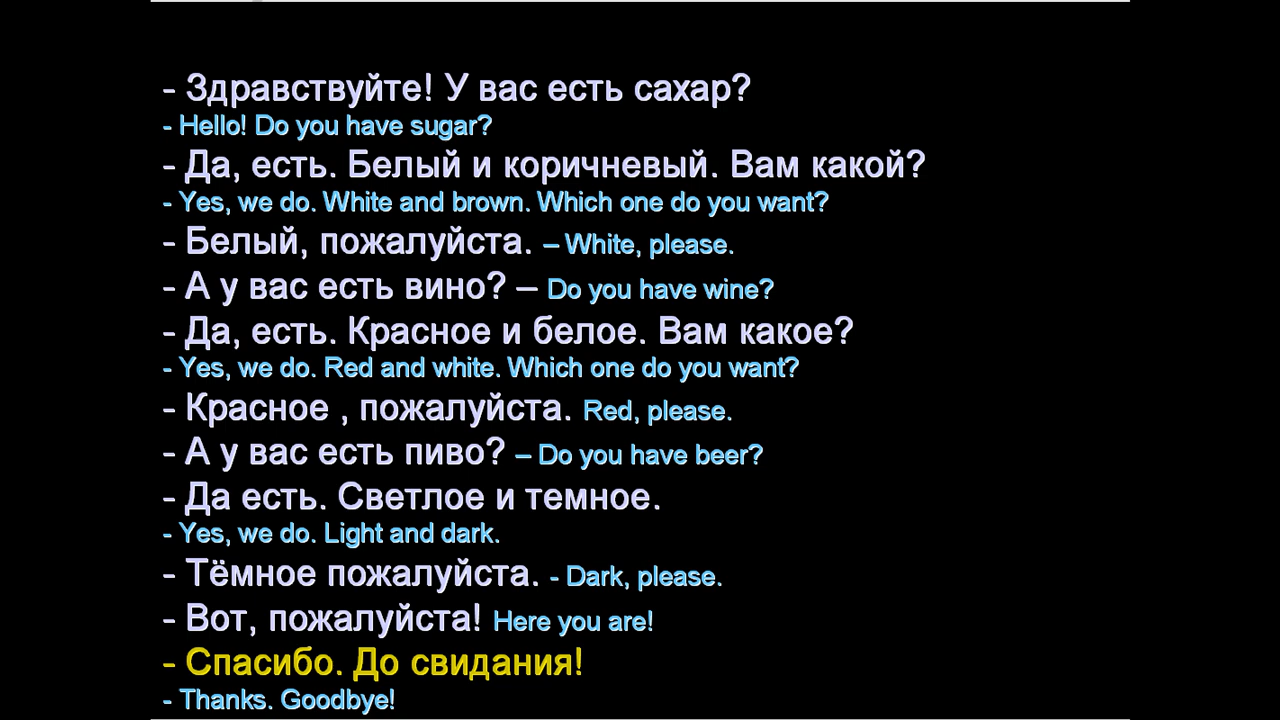 - Здравствуйте! У вас есть сахар?
- Hello! Do you have sugar?
- Да, есть. Белый и коричневый. Вам какой?
- Yes, we do. White and brown. Which one do you want?
- Белый, пожалуйста. – White, please.
- А у вас есть вино? – Do you have wine?
- Да, есть. Красное и белое. Вам какое?
- Yes, we do. Red and white. Which one do you want?
- Красное , пожалуйста. Red, please.
- А у вас есть пиво? – Do you have beer?
- Да есть. Светлое и темное.
- Yes, we do. Light and dark.
- Тёмное пожалуйста. - Dark, please.
- Вот, пожалуйста! Here you are!
- Спасибо. До свидания!
- Thanks. Goodbye!